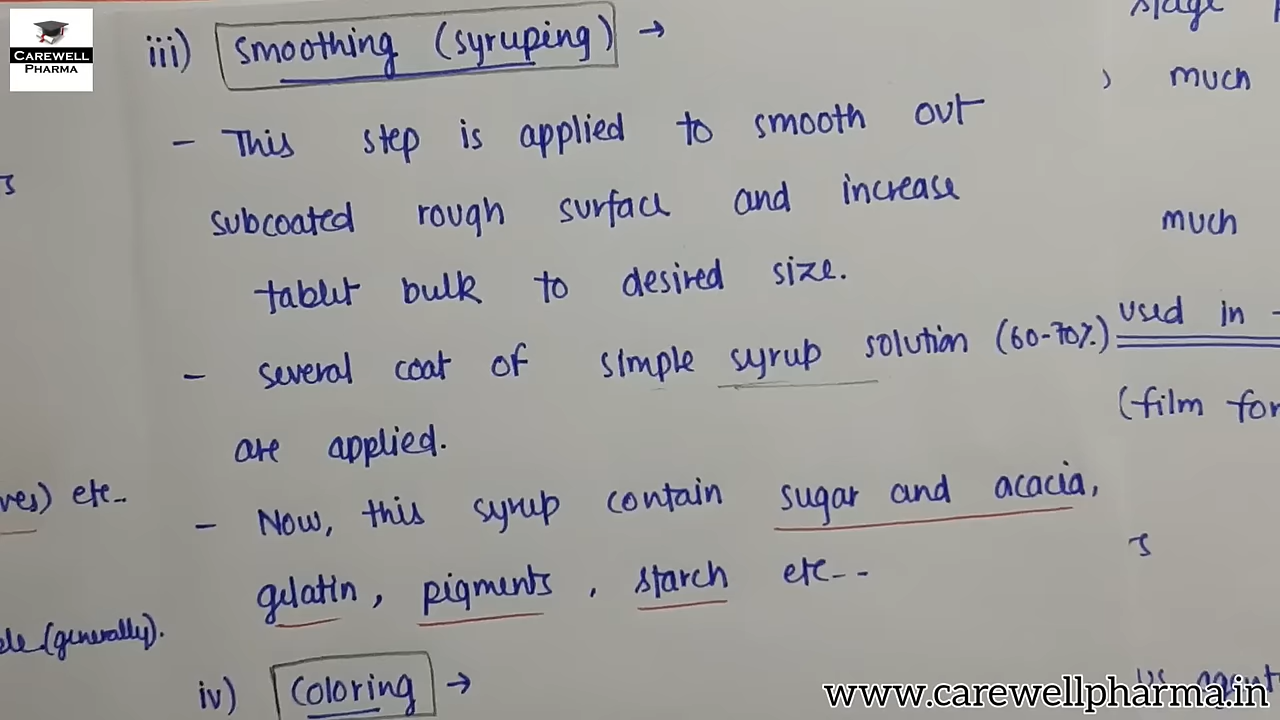 CAREWELL
PHARMA
iii) Smoothing (syruping) →
- This step is applied to smooth out
subcoated rough surface and increase
tablet bulk to desired size.
- several coat of simple syrup solution (60-70%)
are applied.
- Now, this syrup contain sugar and acacia,
gelatin, pigments, starch etc--
iv) Coloring →
ves) etc--
(generally).
stage
, much
much
used in -
(film for
www.carewellpharma.in